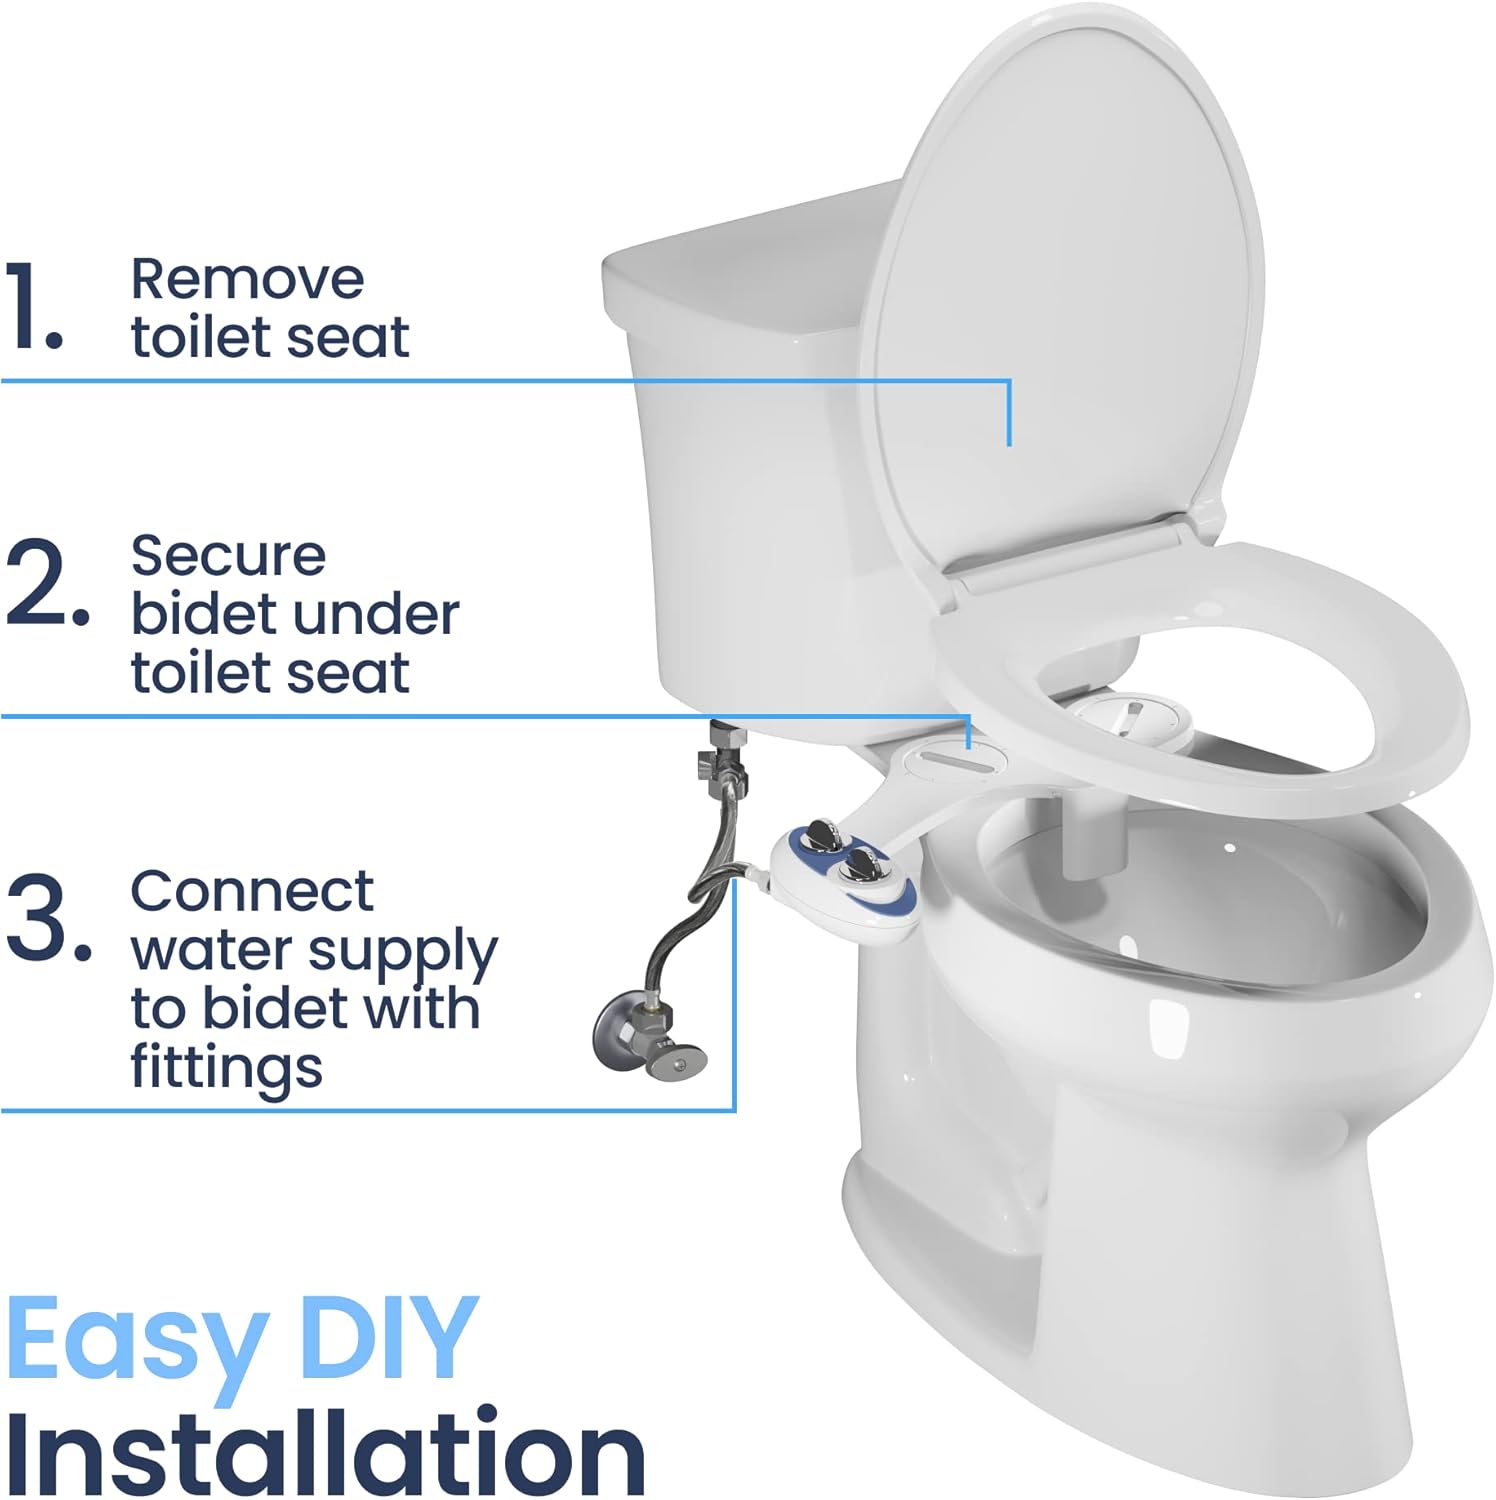 1. Remove
toilet seat
2. Secure
bidet under
toilet seat
3. Connect
water supply
to bidet with
fittings
Easy DIY
Installation